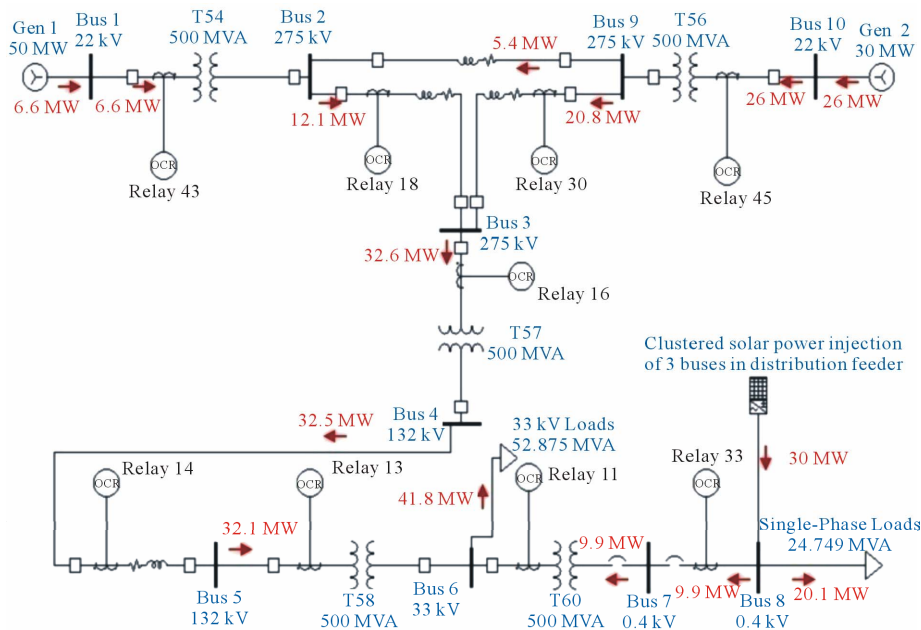 Gen 1
50 MW
Bus 1
22 kV
T54
500 MVA
Bus 2
275 kV
Bus 9
275 kV
T56
500 MVA
Bus 10
22 kV
Gen 2
30 MW
6.6 MW
6.6 MW
5.4 MW
12.1 MW
20.8 MW
26 MW
26 MW
OCR
Relay 43
OCR
Relay 18
OCR
Relay 30
OCR
Relay 45
Bus 3
275 kV
32.6 MW
OCR
Relay 16
T57
500 MVA
Clustered solar power injection
of 3 buses in distribution feeder
Bus 4
132 kV
32.5 MW
33 kV Loads
52.875 MVA
OCR
Relay 14
OCR
Relay 13
OCR
Relay 11
OCR
Relay 33
30 MW
41.8 MW
32.1 MW
9.9 MW
Single-Phase Loads
24.749 MVA
Bus 5
132 kV
T58
500 MVA
Bus 6
33 kV
T60
500 MVA
Bus 7
0.4 kV
9.9 MW
Bus 8
0.4 kV
20.1 MW